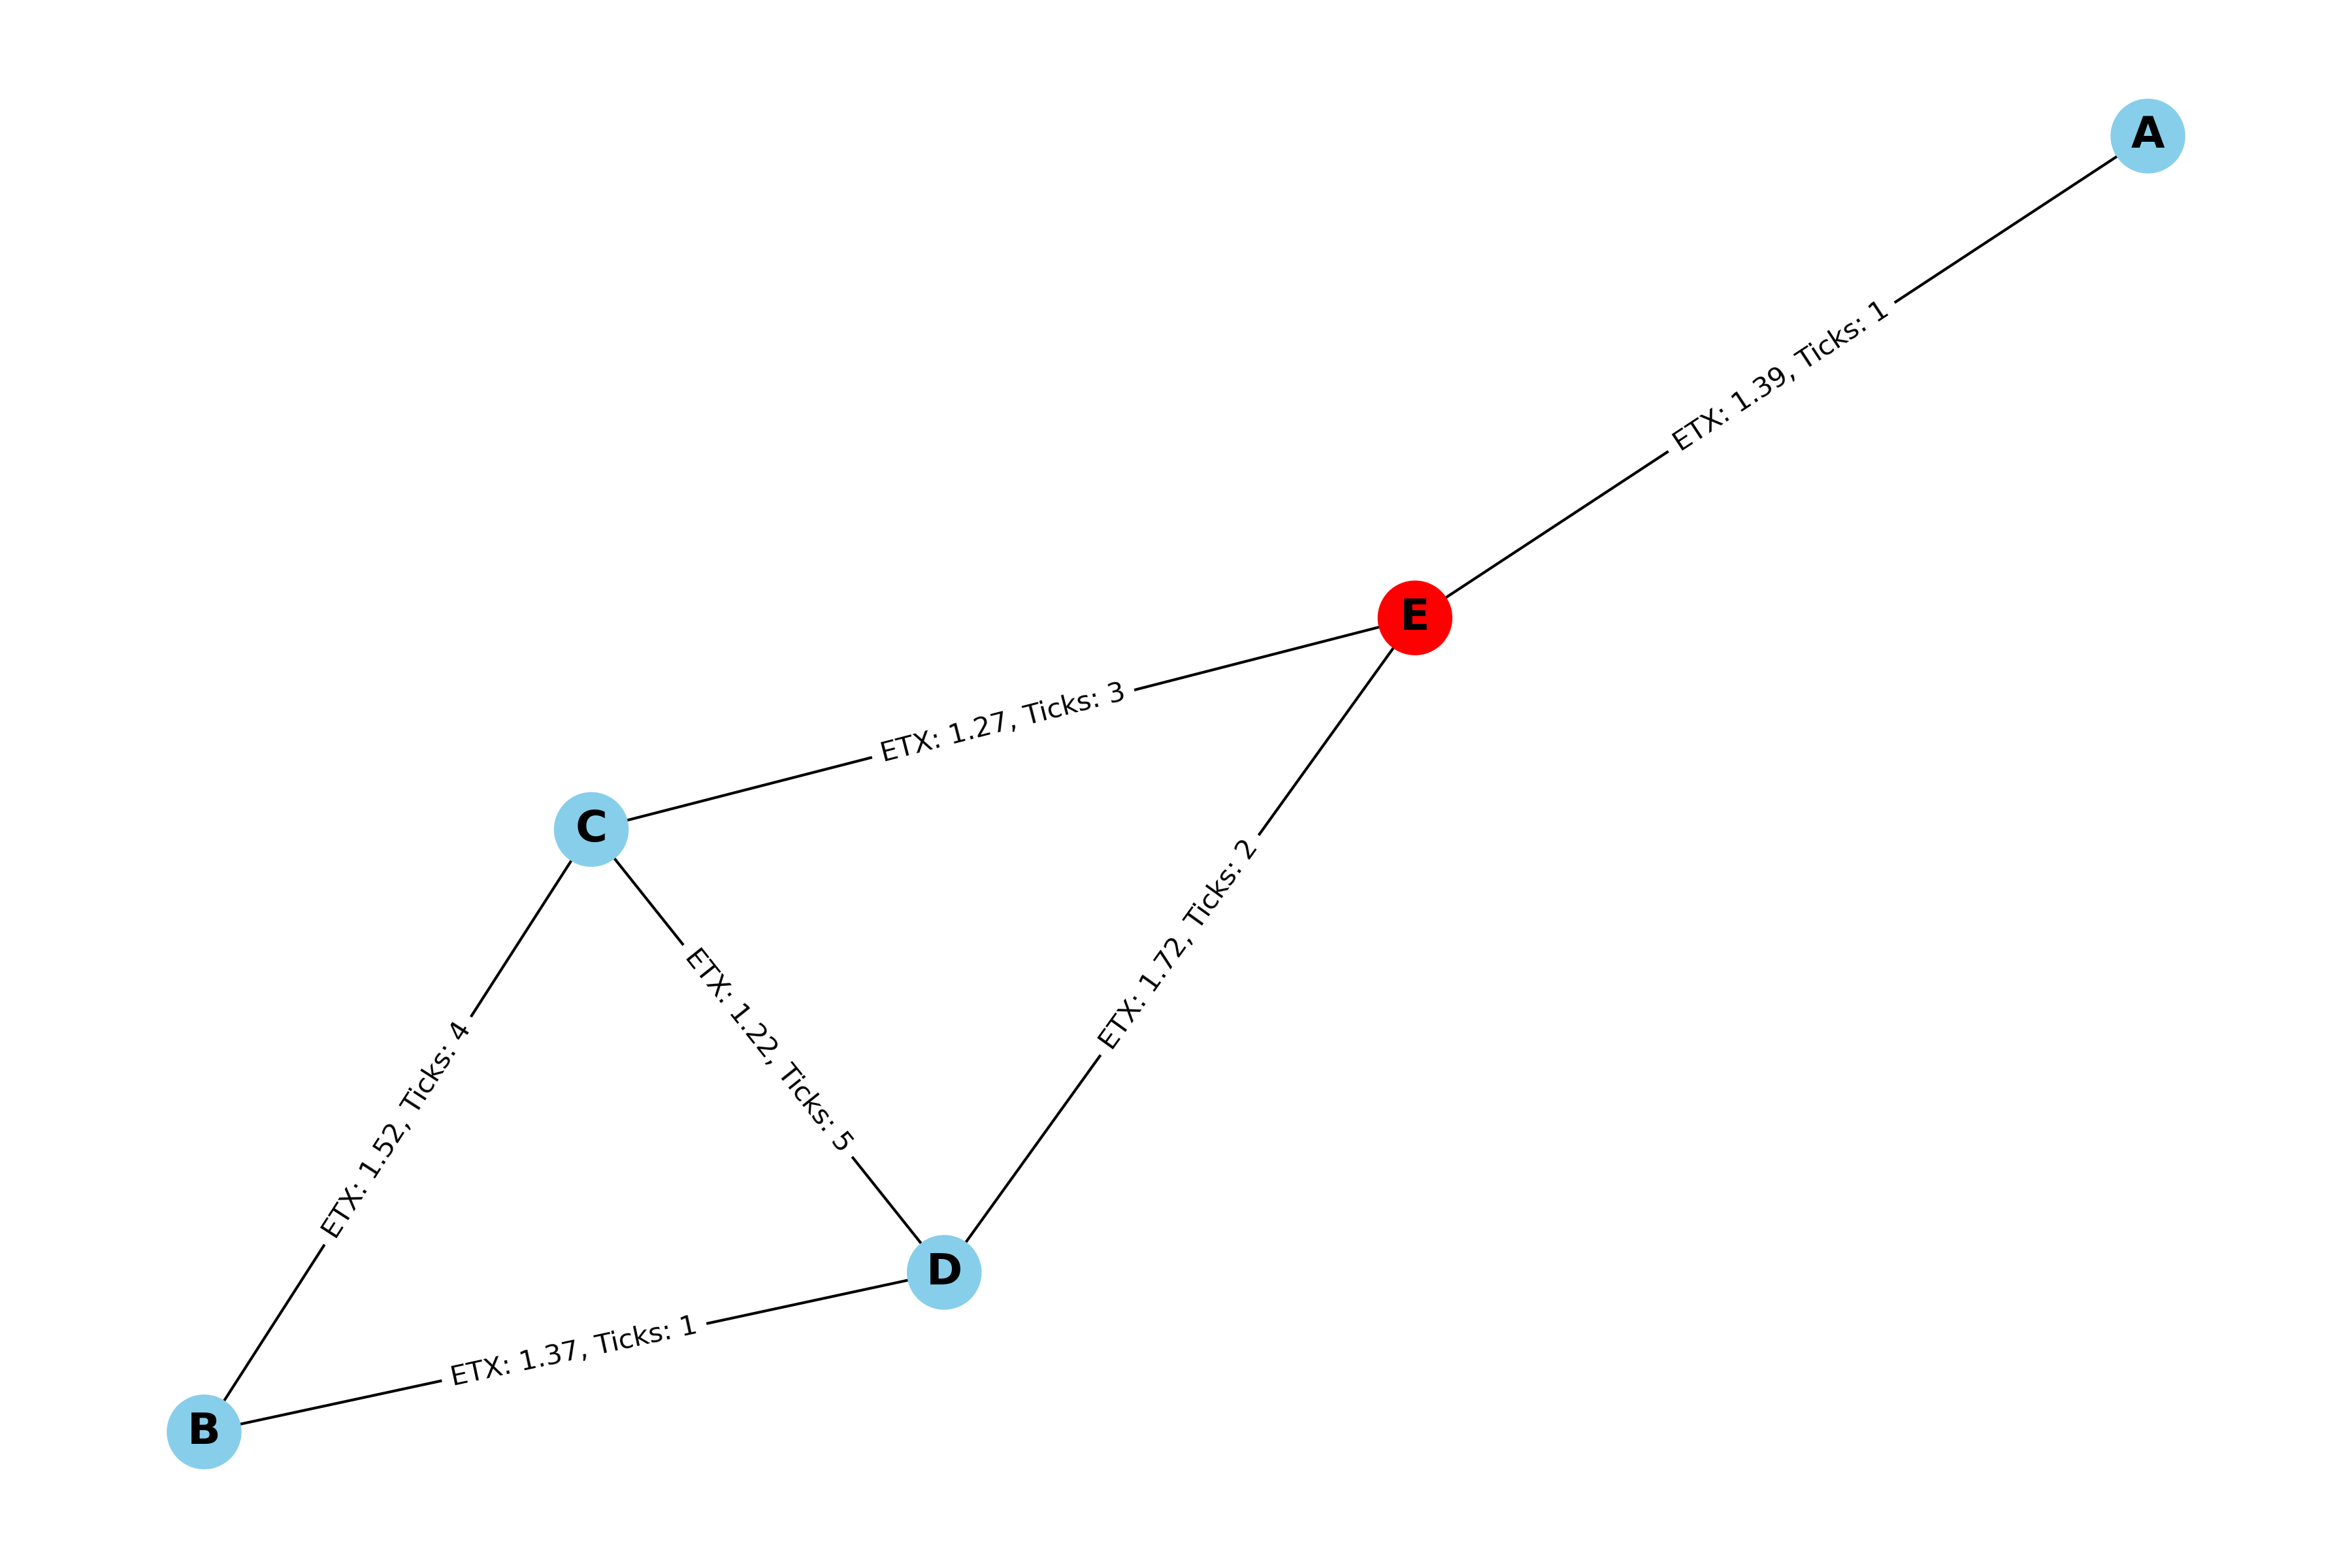 A
ETX: 1.39, Ticks: 1
E
ETX: 1.27, Ticks: 3
C
ETX: 1.72, Ticks: 2
ETX: 1.22, Ticks: 5
ETX: 1.52, Ticks: 4
D
ETX: 1.37, Ticks: 1
B